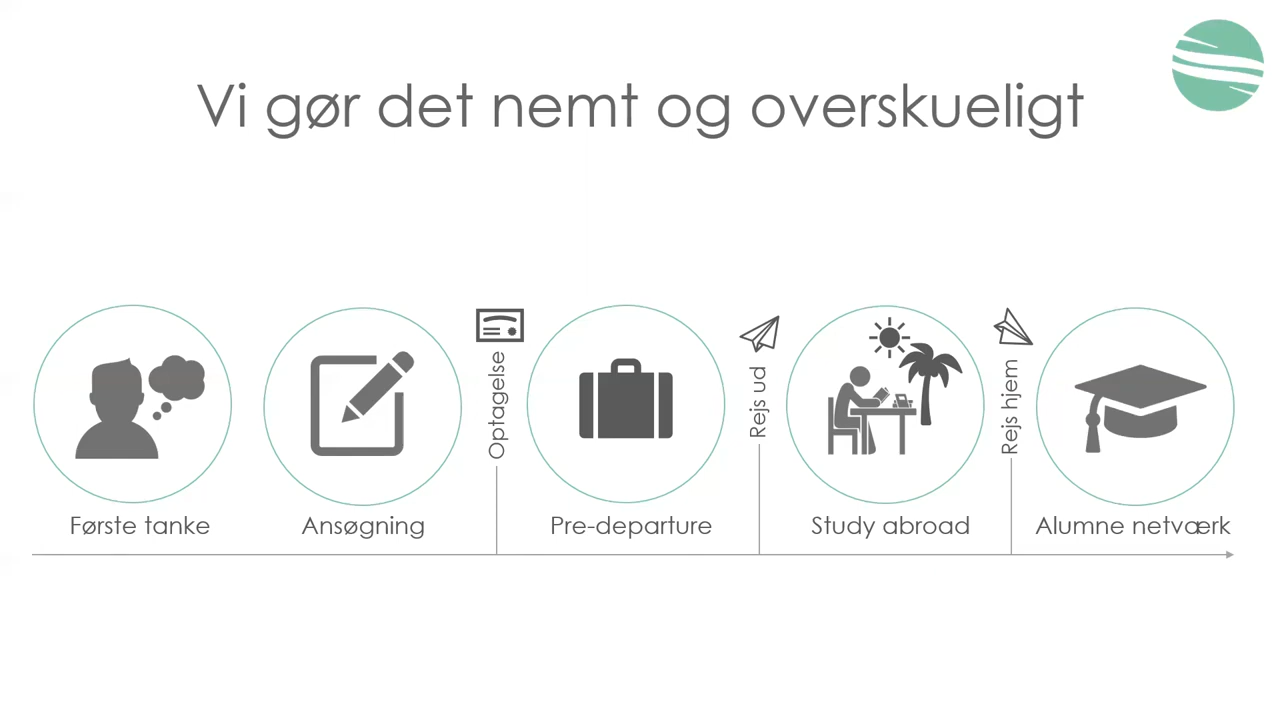 Vi gør det nemt og overskueligt
Første tanke
Ansøgning
Optagelse
Pre-departure
Rejs ud
Study abroad
Rejs hjem
Alumne netværk